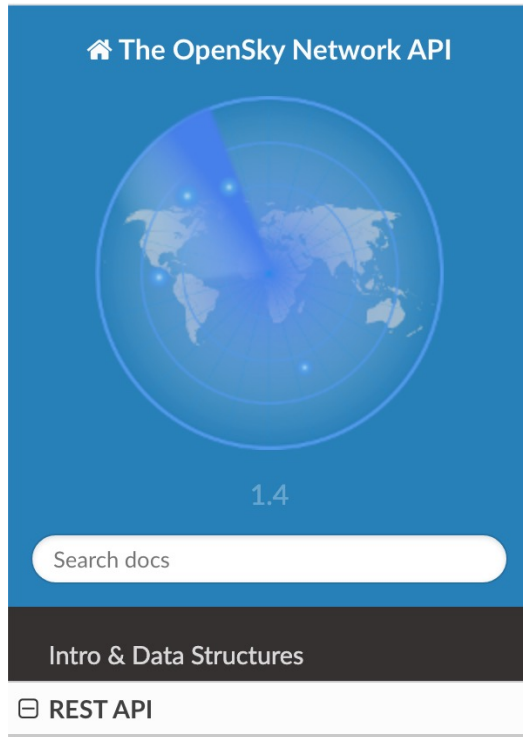 The OpenSky Network API
1.4
Search docs
Intro & Data Structures
REST API